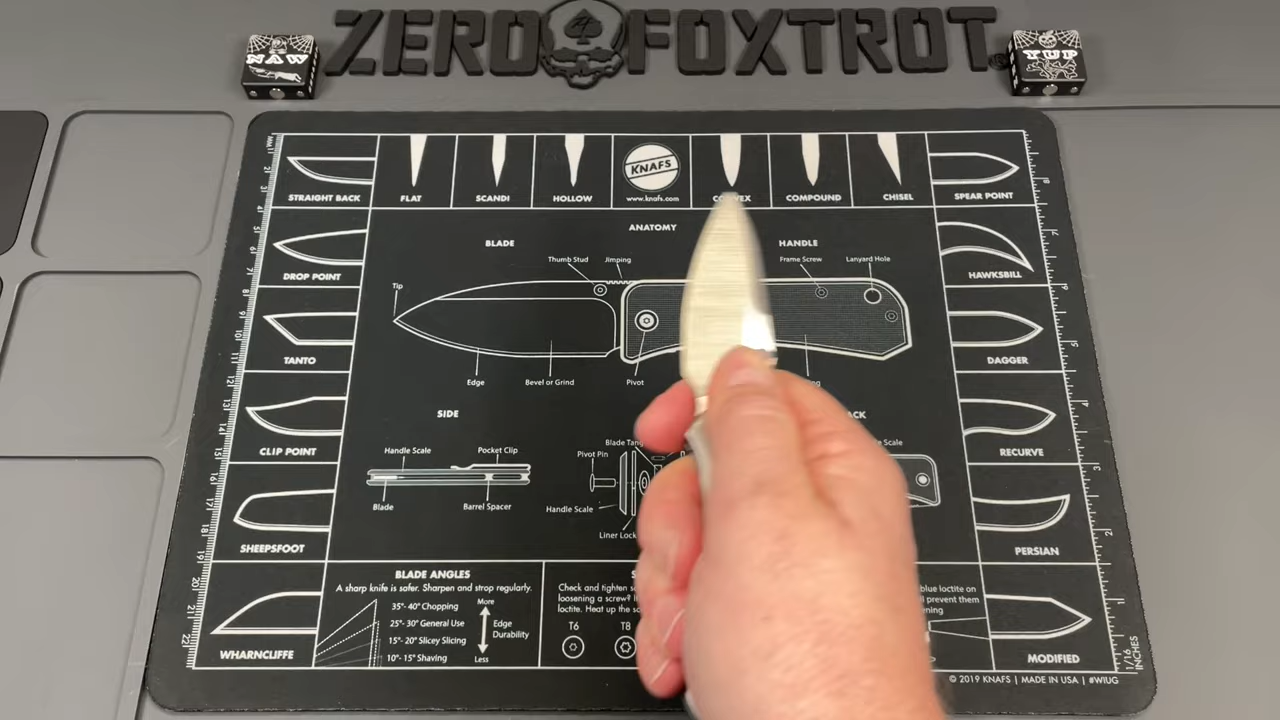 ZERO FOXTROT
NAW
YUP
MM
STRAIGHT BACK
FLAT
SCANDI
HOLLOW
KNAFS
www.knafs.com
COMPOUND
CHISEL
SPEAR POINT
ANATOMY
BLADE
HANDLE
DROP POINT
Thumb Stud
Jimping
Frame Screw
Lanyard Hole
HAWKSBILL
Tip
TANTO
DAGGER
Edge
Bevel or Grind
Pivot
SIDE
CLIP POINT
Handle Scale
Pocket Clip
Blade Tang
Pivot Pin
RECURVE
Blade
Barrel Spacer
Handle Scale
Liner Lock
SHEEPSFOOT
PERSIAN
BLADE ANGLES
A sharp knife is safer. Sharpen and strop regularly.
35°- 40° Chopping
25°- 30° General Use
15°- 20° Slicey Slicing
10°- 15° Shaving
More
Edge
Durability
Less
Check and tighten
loosening a screw?
loctite. Heat up the
T6
T8
blue loctite on
prevent them
WHARNCLIFFE
MODIFIED
1/16 INCHES
© 2019 KNAFS | MADE IN USA | #WIUG